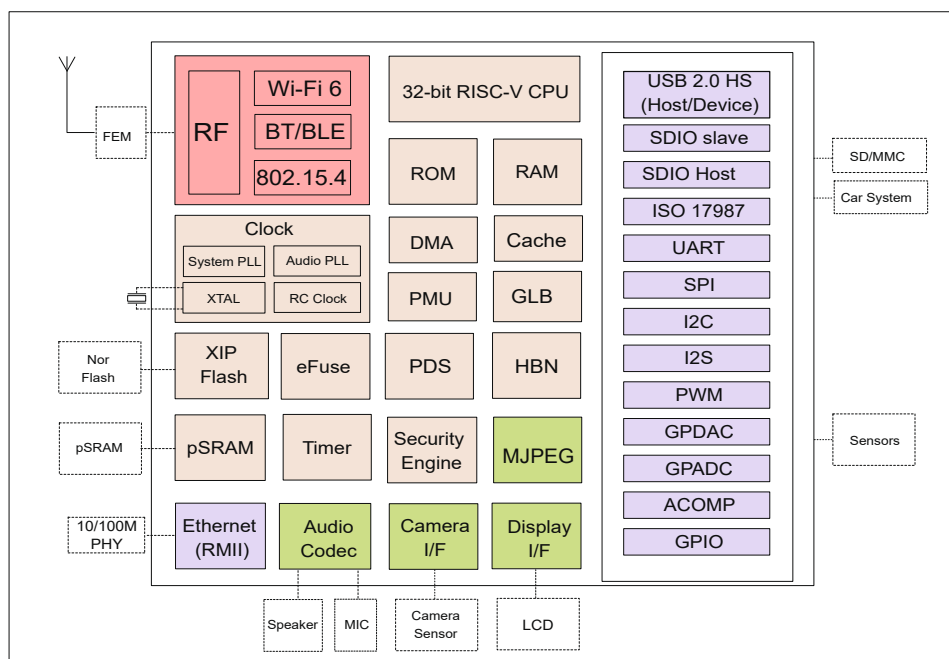 FEM
RF
Wi-Fi 6
BT/BLE
802.15.4
32-bit RISC-V CPU
ROM
RAM
Clock
System PLL
Audio PLL
XTAL
RC Clock
DMA
Cache
PMU
GLB
Nor
Flash
XIP
Flash
eFuse
PDS
HBN
pSRAM
pSRAM
Timer
Security
Engine
MJPEG
10/100M
PHY
Ethernet
(RMII)
Audio
Codec
Camera
I/F
Display
I/F
Speaker
MIC
Camera
Sensor
LCD
USB 2.0 HS
(Host/Device)
SDIO slave
SDIO Host
ISO 17987
UART
SPI
I2C
I2S
PWM
GPDAC
GPADC
ACOMP
GPIO
SD/MMC
Car System
Sensors